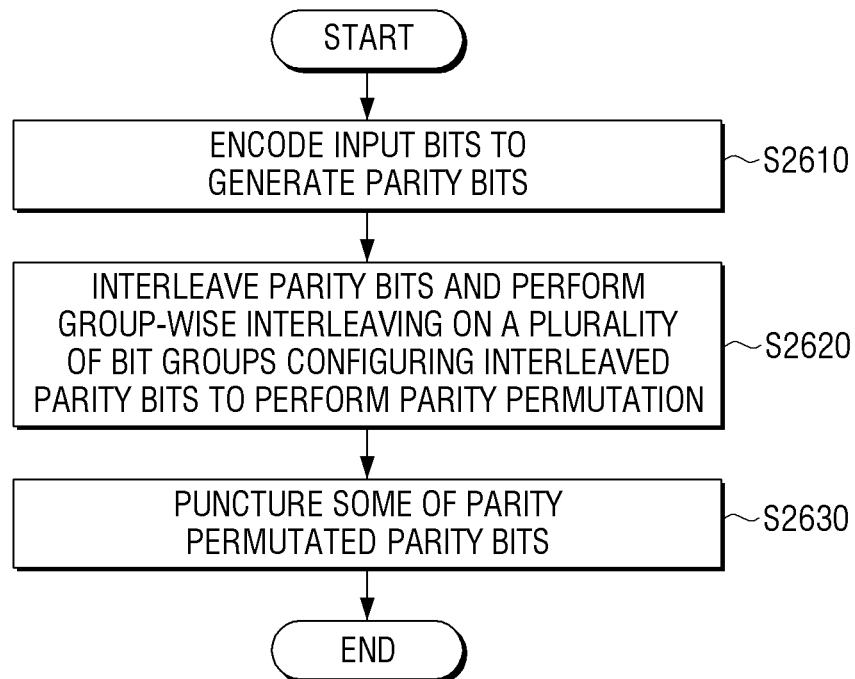 START
ENCODE INPUT BITS TO
GENERATE PARITY BITS
S2610
INTERLEAVE PARITY BITS AND PERFORM
GROUP-WISE INTERLEAVING ON A PLURALITY
OF BIT GROUPS CONFIGURING INTERLEAVED
PARITY BITS TO PERFORM PARITY PERMUTATION
S2620
PUNCTURE SOME OF PARITY
PERMUTATED PARITY BITS
S2630
END